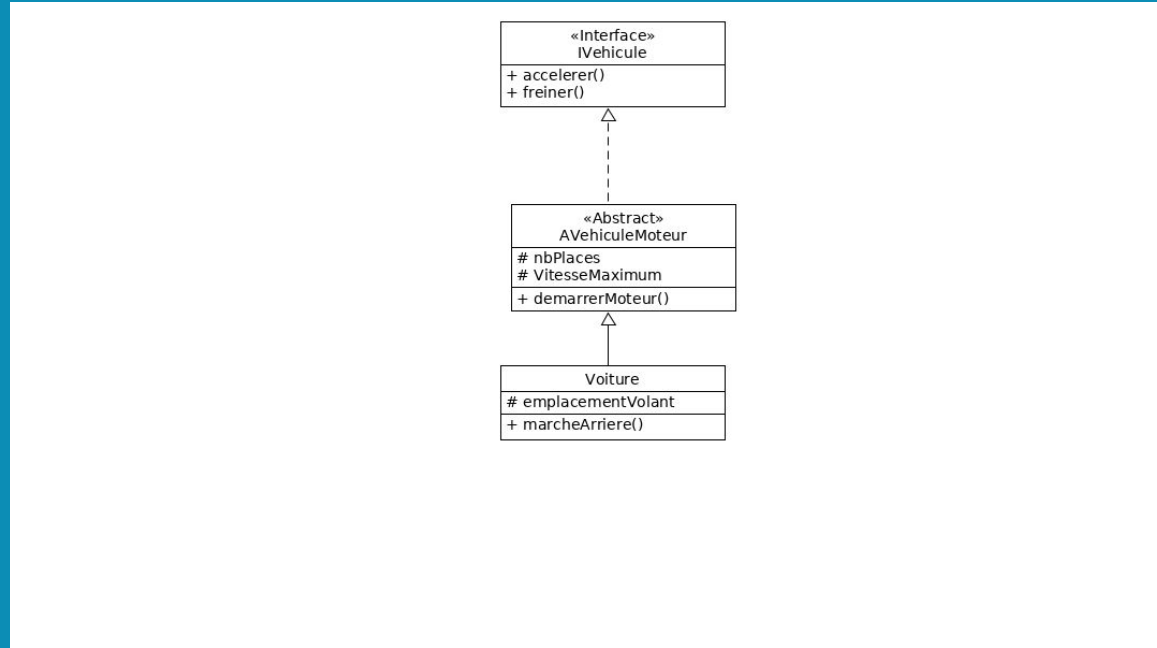 «Interface»
IVehicule
+ accelerer()
+ freiner()
«Abstract»
AVehiculeMoteur
# nbPlaces
# VitesseMaximum
+ demarrerMoteur()
Voiture
# emplacementVolant
+ marcheArriere()